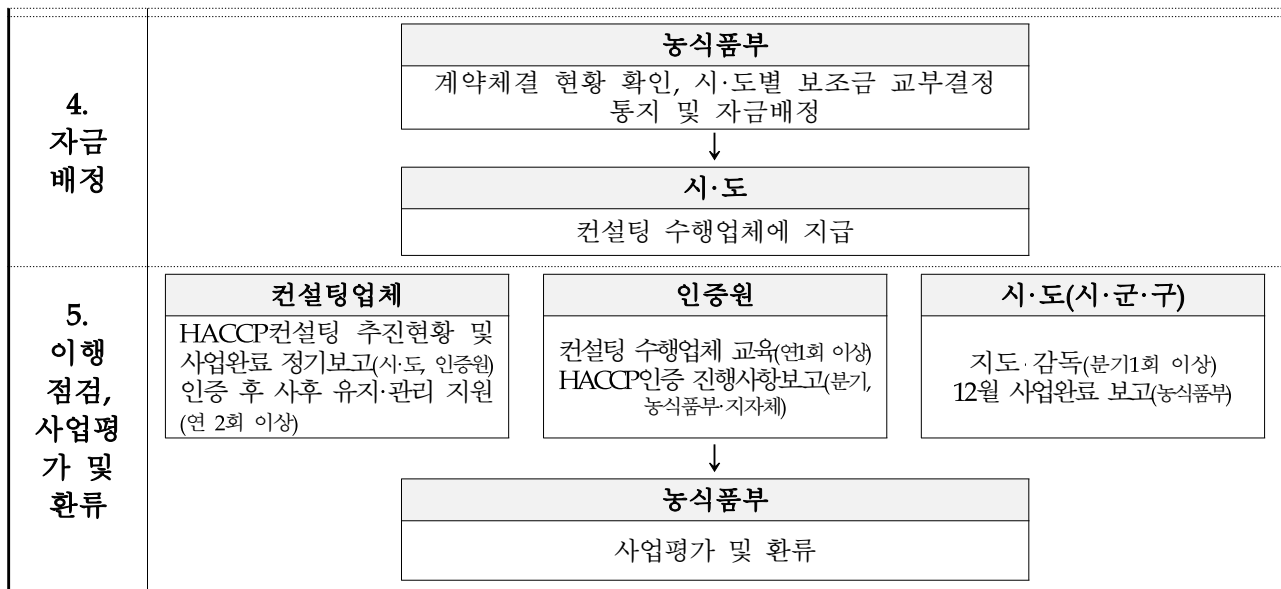 4.
자금
배정
농식품부
계약체결 현황 확인, 시·도별 보조금 교부결정
통지 및 자금배정
↓
시·도
컨설팅 수행업체에 지급
5.
이행
점검,
사업평
가 및
환류
컨설팅업체
HACCP컨설팅 추진현황 및
사업완료 정기보고(시·도, 인증원)
인증 후 사후 유지·관리 지원
(연 2회 이상)
인증원
컨설팅 수행업체 교육(연1회 이상)
HACCP인증 진행사항보고(분기,
농식품부·지자체)
시·도(시·군·구)
지도·감독(분기1회 이상)
12월 사업완료 보고(농식품부)
↓
농식품부
사업평가 및 환류